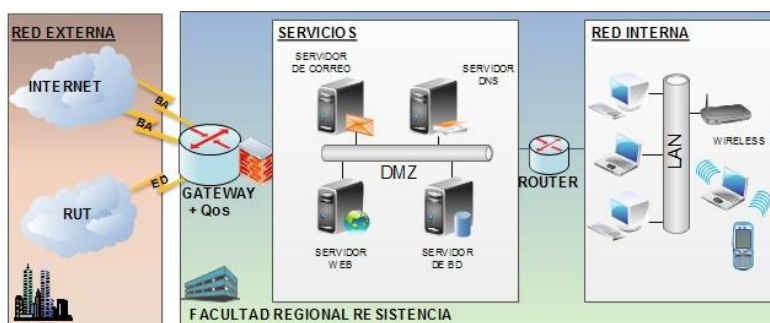 RED EXTERNA
INTERNET
BA
BA
ED
RUT
GATEWAY
+ Qos
SERVICIOS
SERVIDOR
DE CORREO
SERVIDOR
DNS
DMZ
SERVIDOR
WEB
SERVIDOR
DE BD
ROUTER
RED INTERNA
LAN
WIRELESS
FACULTAD REGIONAL RESISTENCIA